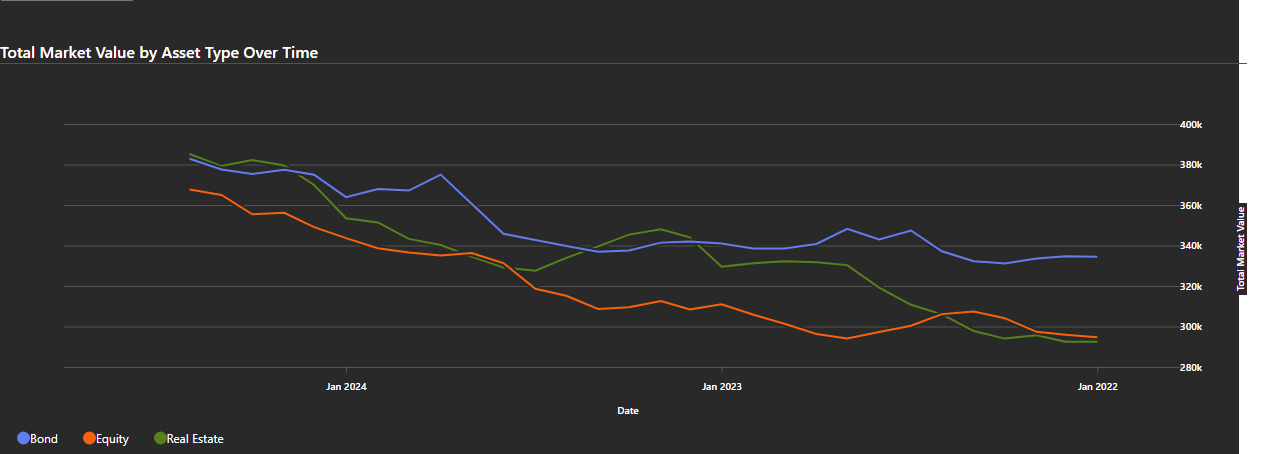 Total Market Value by Asset Type Over Time
400k
380k
360k
340k
320k
300k
280k
Total Market Value
Jan 2024
Jan 2023
Jan 2022
Date
Bond
Equity
Real Estate